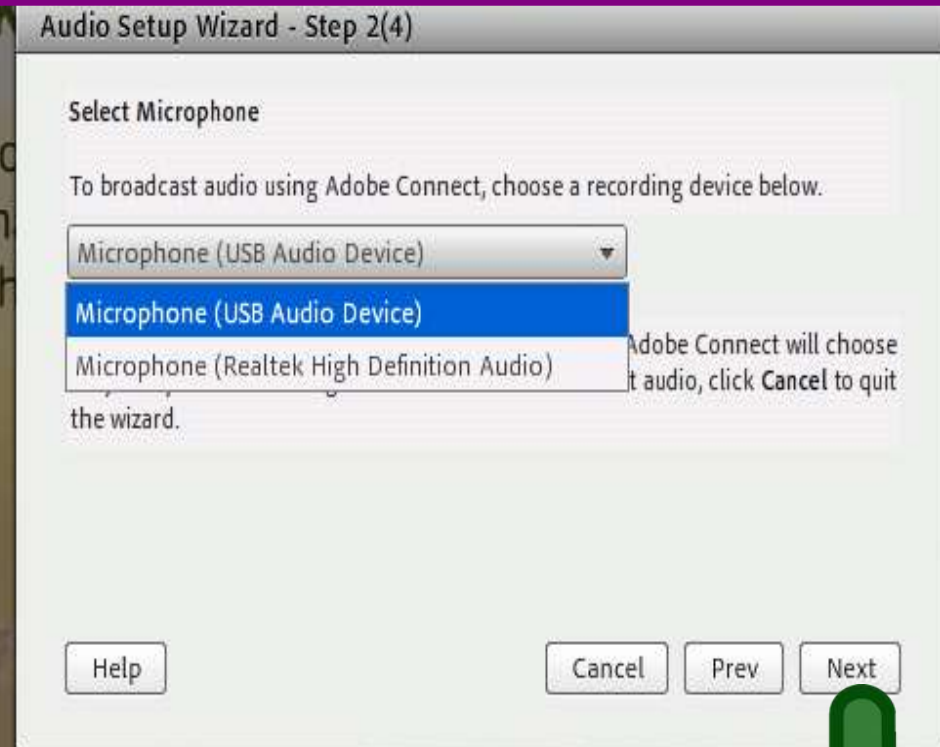 Audio Setup Wizard - Step 2(4)
Select Microphone
To broadcast audio using Adobe Connect, choose a recording device below.
Microphone (USB Audio Device)
Microphone (USB Audio Device)
Microphone (Realtek High Definition Audio)
Adobe Connect will choose
t audio, click Cancel to quit
the wizard.
Help
Cancel
Prev
Next